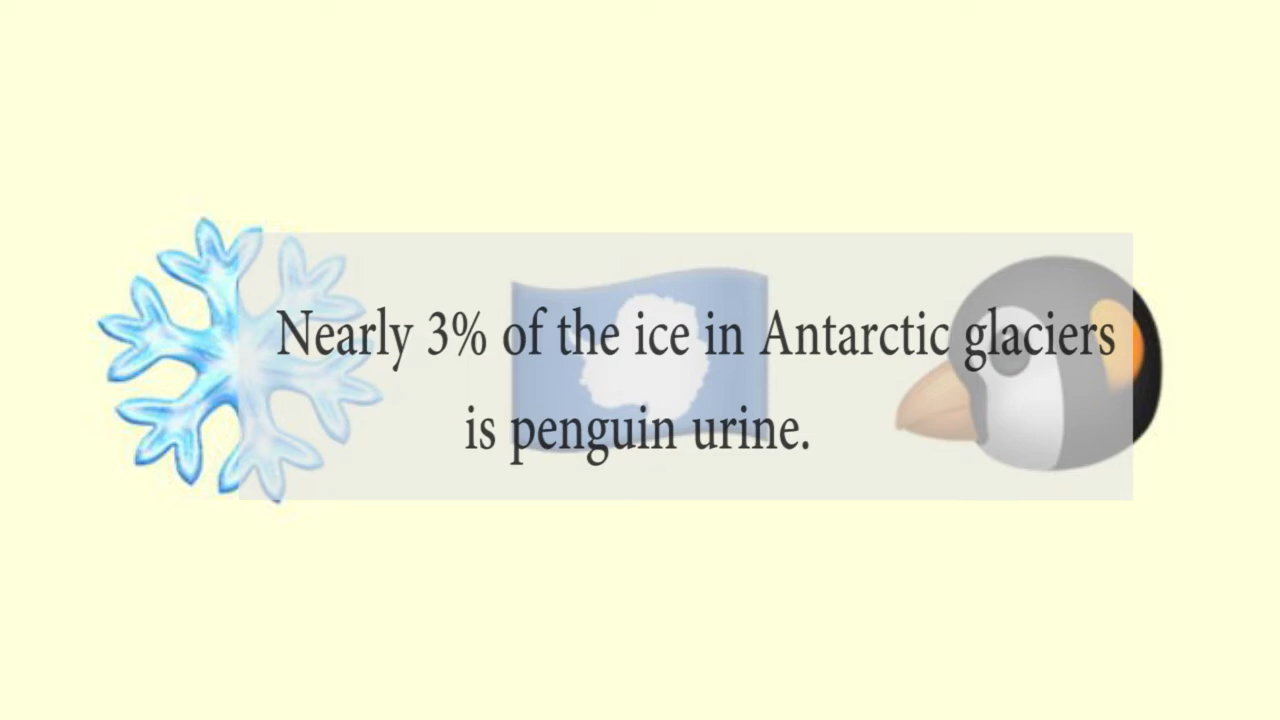 Nearly 3% of the ice in Antarctic glaciers
is penguin urine.